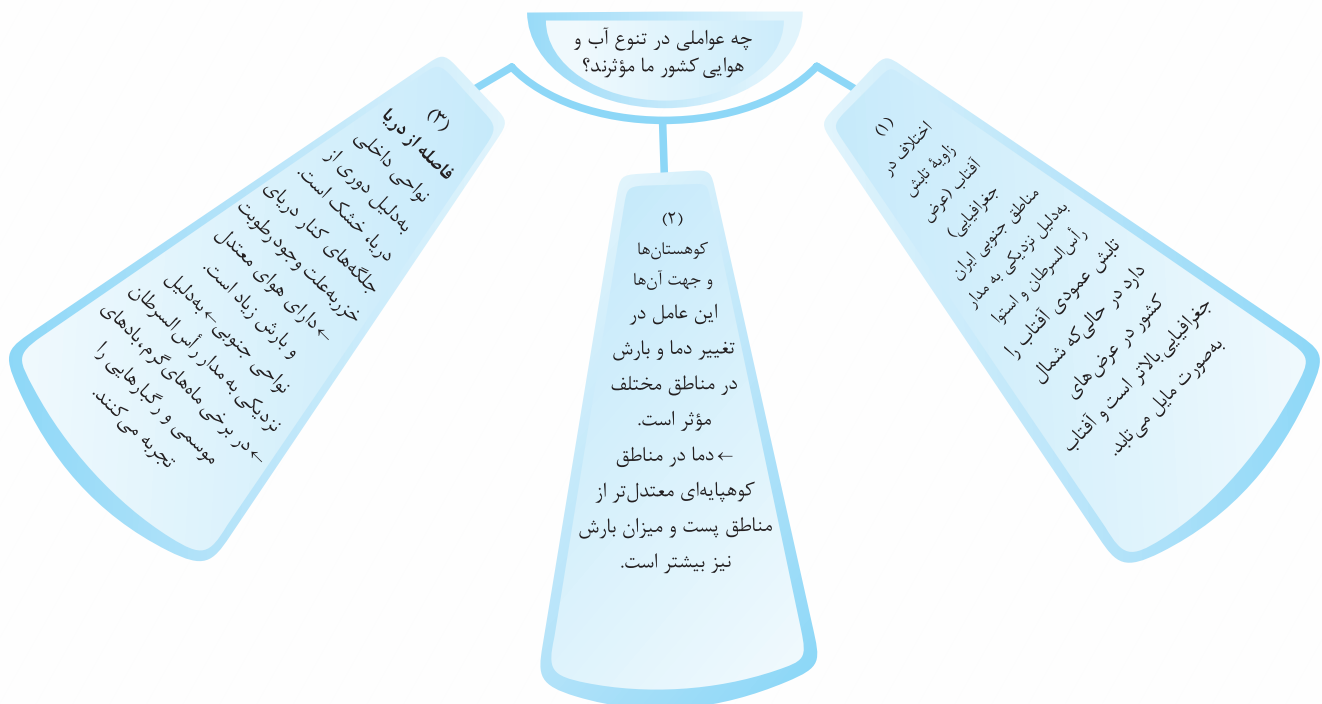 چه عواملی در تنوع آب و
هوایی کشور ما مؤثرند؟
(۱)
اختلاف در
زاویهٔ تابش
آفتاب (عرض
جغرافیایی)
مناطق جنوبی ایران
به‌دلیل نزدیکی به مدار
رأس‌السرطان و استوا
تابش عمودی آفتاب را
دارد در حالی‌که شمال
کشور در عرض‌های
جغرافیایی بالاتر است و آفتاب
به‌صورت مایل می‌تابد.
(۲)
کوهستان‌ها
و جهت آن‌ها
این عامل در
تغییر دما و بارش
در مناطق مختلف
مؤثر است.
← دما در مناطق
کوهپایه‌ای معتدل‌تر از
مناطق پست و میزان بارش
نیز بیشتر است.
(۳)
فاصله از دریا
نواحی داخلی
به‌دلیل دوری از
دریا، خشک است.
جلگه‌های کنار دریای
خزر به‌علت وجود رطوبت
← دارای هوای معتدل
و بارش زیاد است.
نواحی جنوبی ← به‌دلیل
نزدیکی به مدار رأس‌السرطان
← در برخی ماه‌های گرم، بادهای
موسمی و رگبارهایی را
تجربه می‌کنند.